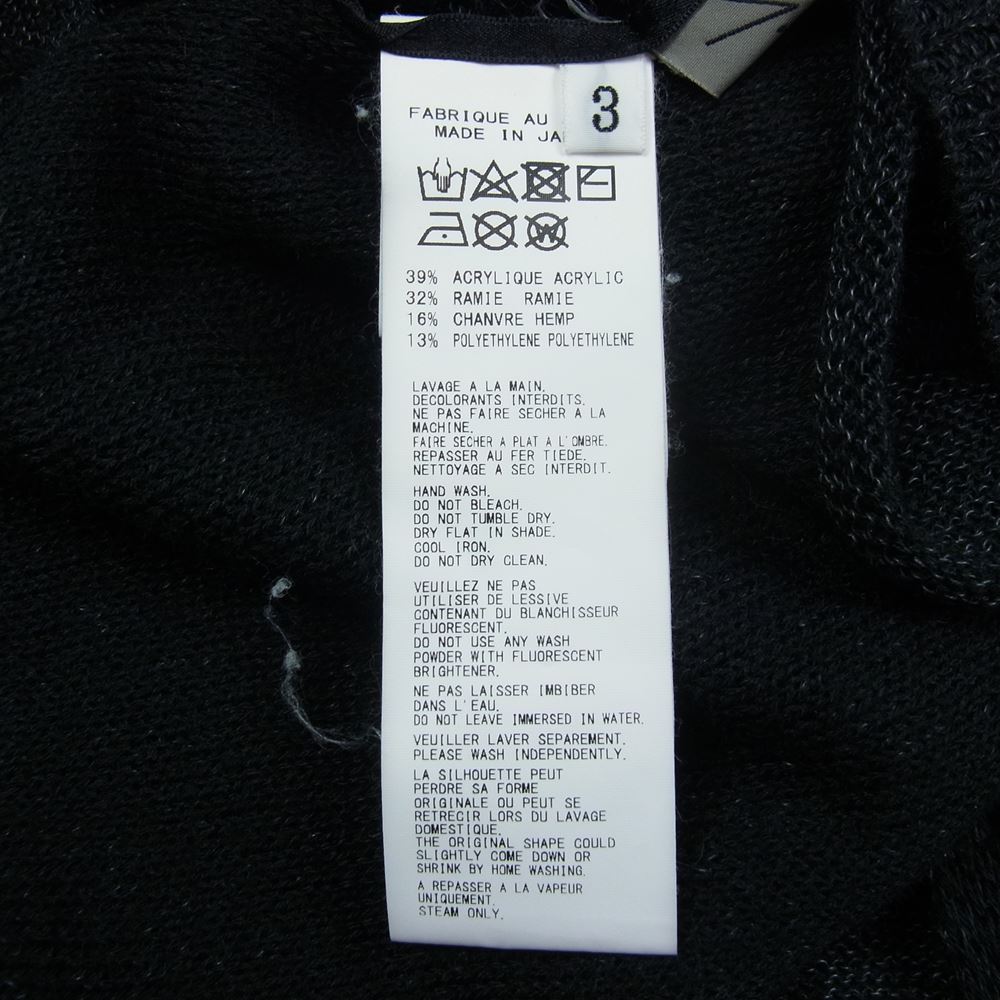 3
FABRIQUE AU
MADE IN
39% ACRYLIQUE ACRYLIC
32% RAMIE RAMIE
16% CHANVRE HEMP
13% POLYETHYLENE POLYETHYLENE
LAVAGE A LA MAIN.
DECOLORANTS INTERDITS.
NE PAS FAIRE SECHER A LA
MACHINE.
FAIRE SECHER A PLAT A L'OMBRE.
REPASSER AU FER TIEDE.
NETTOYAGE A SEC INTERDIT.
HAND WASH.
DO NOT BLEACH.
DO NOT TUMBLE DRY.
DRY FLAT IN SHADE.
COOL IRON.
DO NOT DRY CLEAN.
VEUILLEZ NE PAS
UTILISER DE LESSIVE
CONTENANT DU BLANCHISSEUR
FLUORESCENT.
DO NOT USE ANY WASH
POWDER WITH FLUORESCENT
BRIGHTENER.
NE PAS LAISSER IMBIBER
DANS L'EAU.
DO NOT LEAVE IMMERSED IN WATER.
VEUILLER LAVER SEPAREMENT.
PLEASE WASH INDEPENDENTLY.
LA SILHOUETTE PEUT
PERDRE SA FORME
ORIGINALE OU PEUT SE
RETRECIR LORS DU LAVAGE
DOMESTIQUE.
THE ORIGINAL SHAPE COULD
SLIGHTLY COME DOWN OR
SHRINK BY HOME WASHING.
A REPASSER A LA VAPEUR
UNIQUEMENT.
STEAM ONLY.